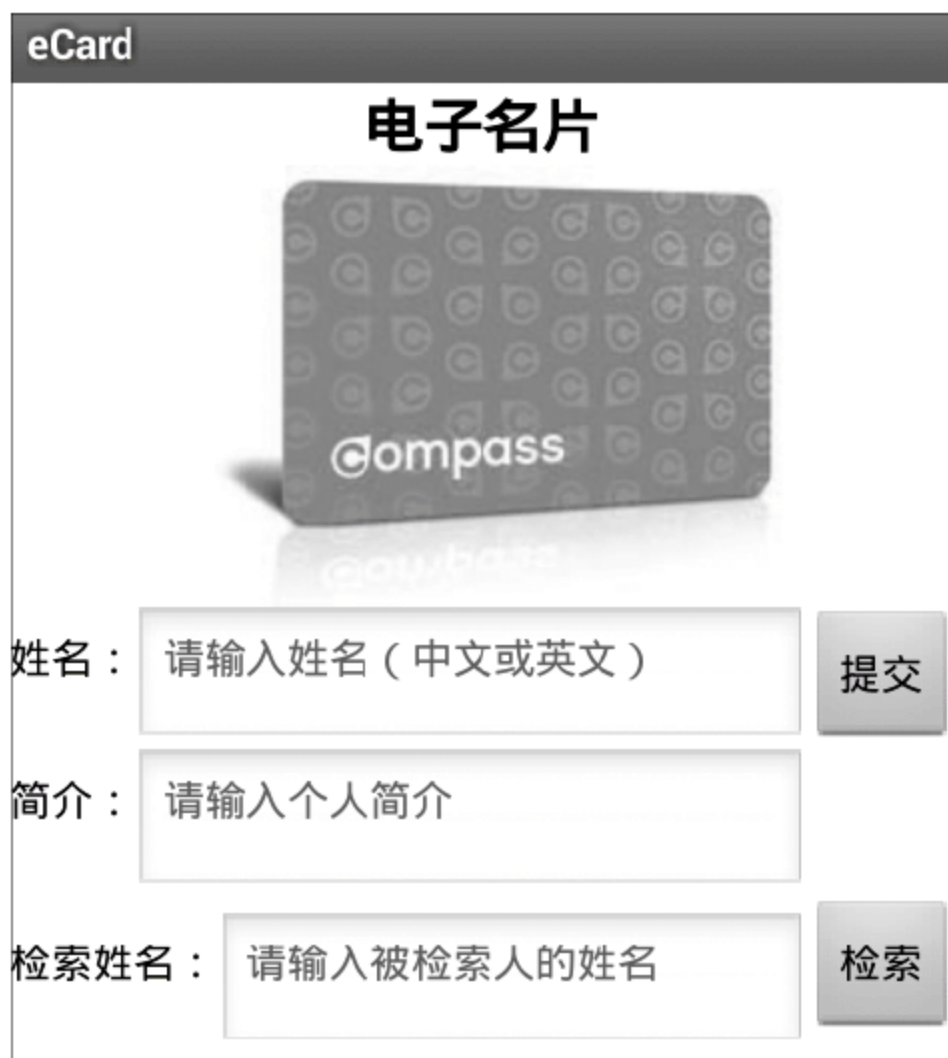 eCard
电子名片
Compass
姓名： 请输入姓名（中文或英文） 提交
简介： 请输入个人简介
检索姓名： 请输入被检索人的姓名 检索